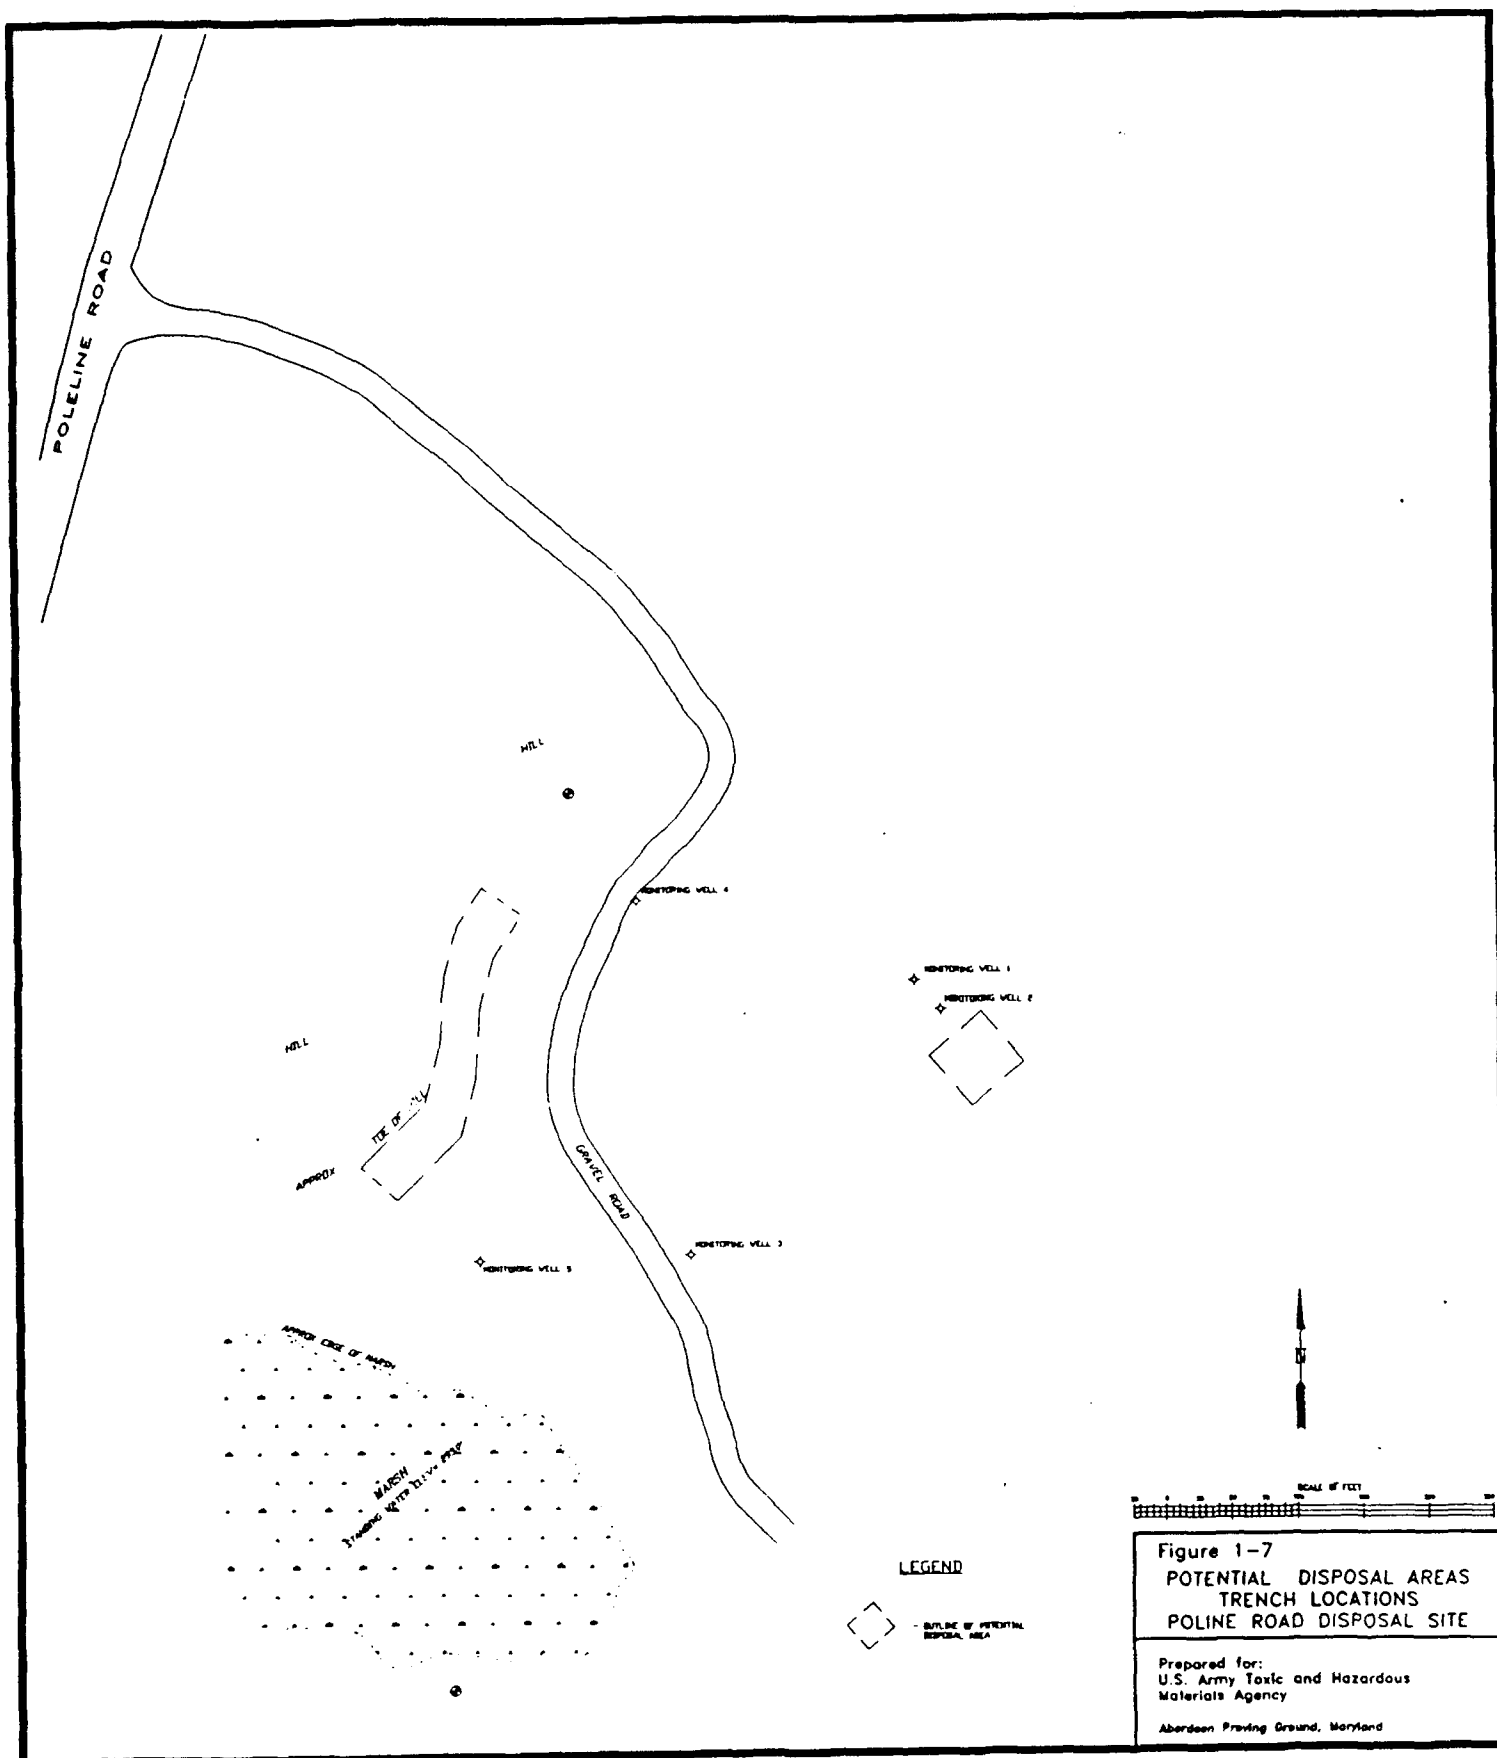 POLELINE ROAD
HILL
MONITORING WELL 4
MONITORING WELL 1
MONITORING WELL 2
HILL
TOE OF
APPROX
GRAVEL ROAD
MONITORING WELL 3
MONITORING WELL 5
APPROX EDGE OF MARSH
MARSH
STANDING WATER
N
SCALE OF FEET
LEGEND
- OUTLINE OF POTENTIAL
DISPOSAL AREA
Figure 1-7
POTENTIAL DISPOSAL AREAS
TRENCH LOCATIONS
POLINE ROAD DISPOSAL SITE
Prepared for:
U.S. Army Toxic and Hazardous
Materials Agency
Aberdeen Proving Ground, Maryland